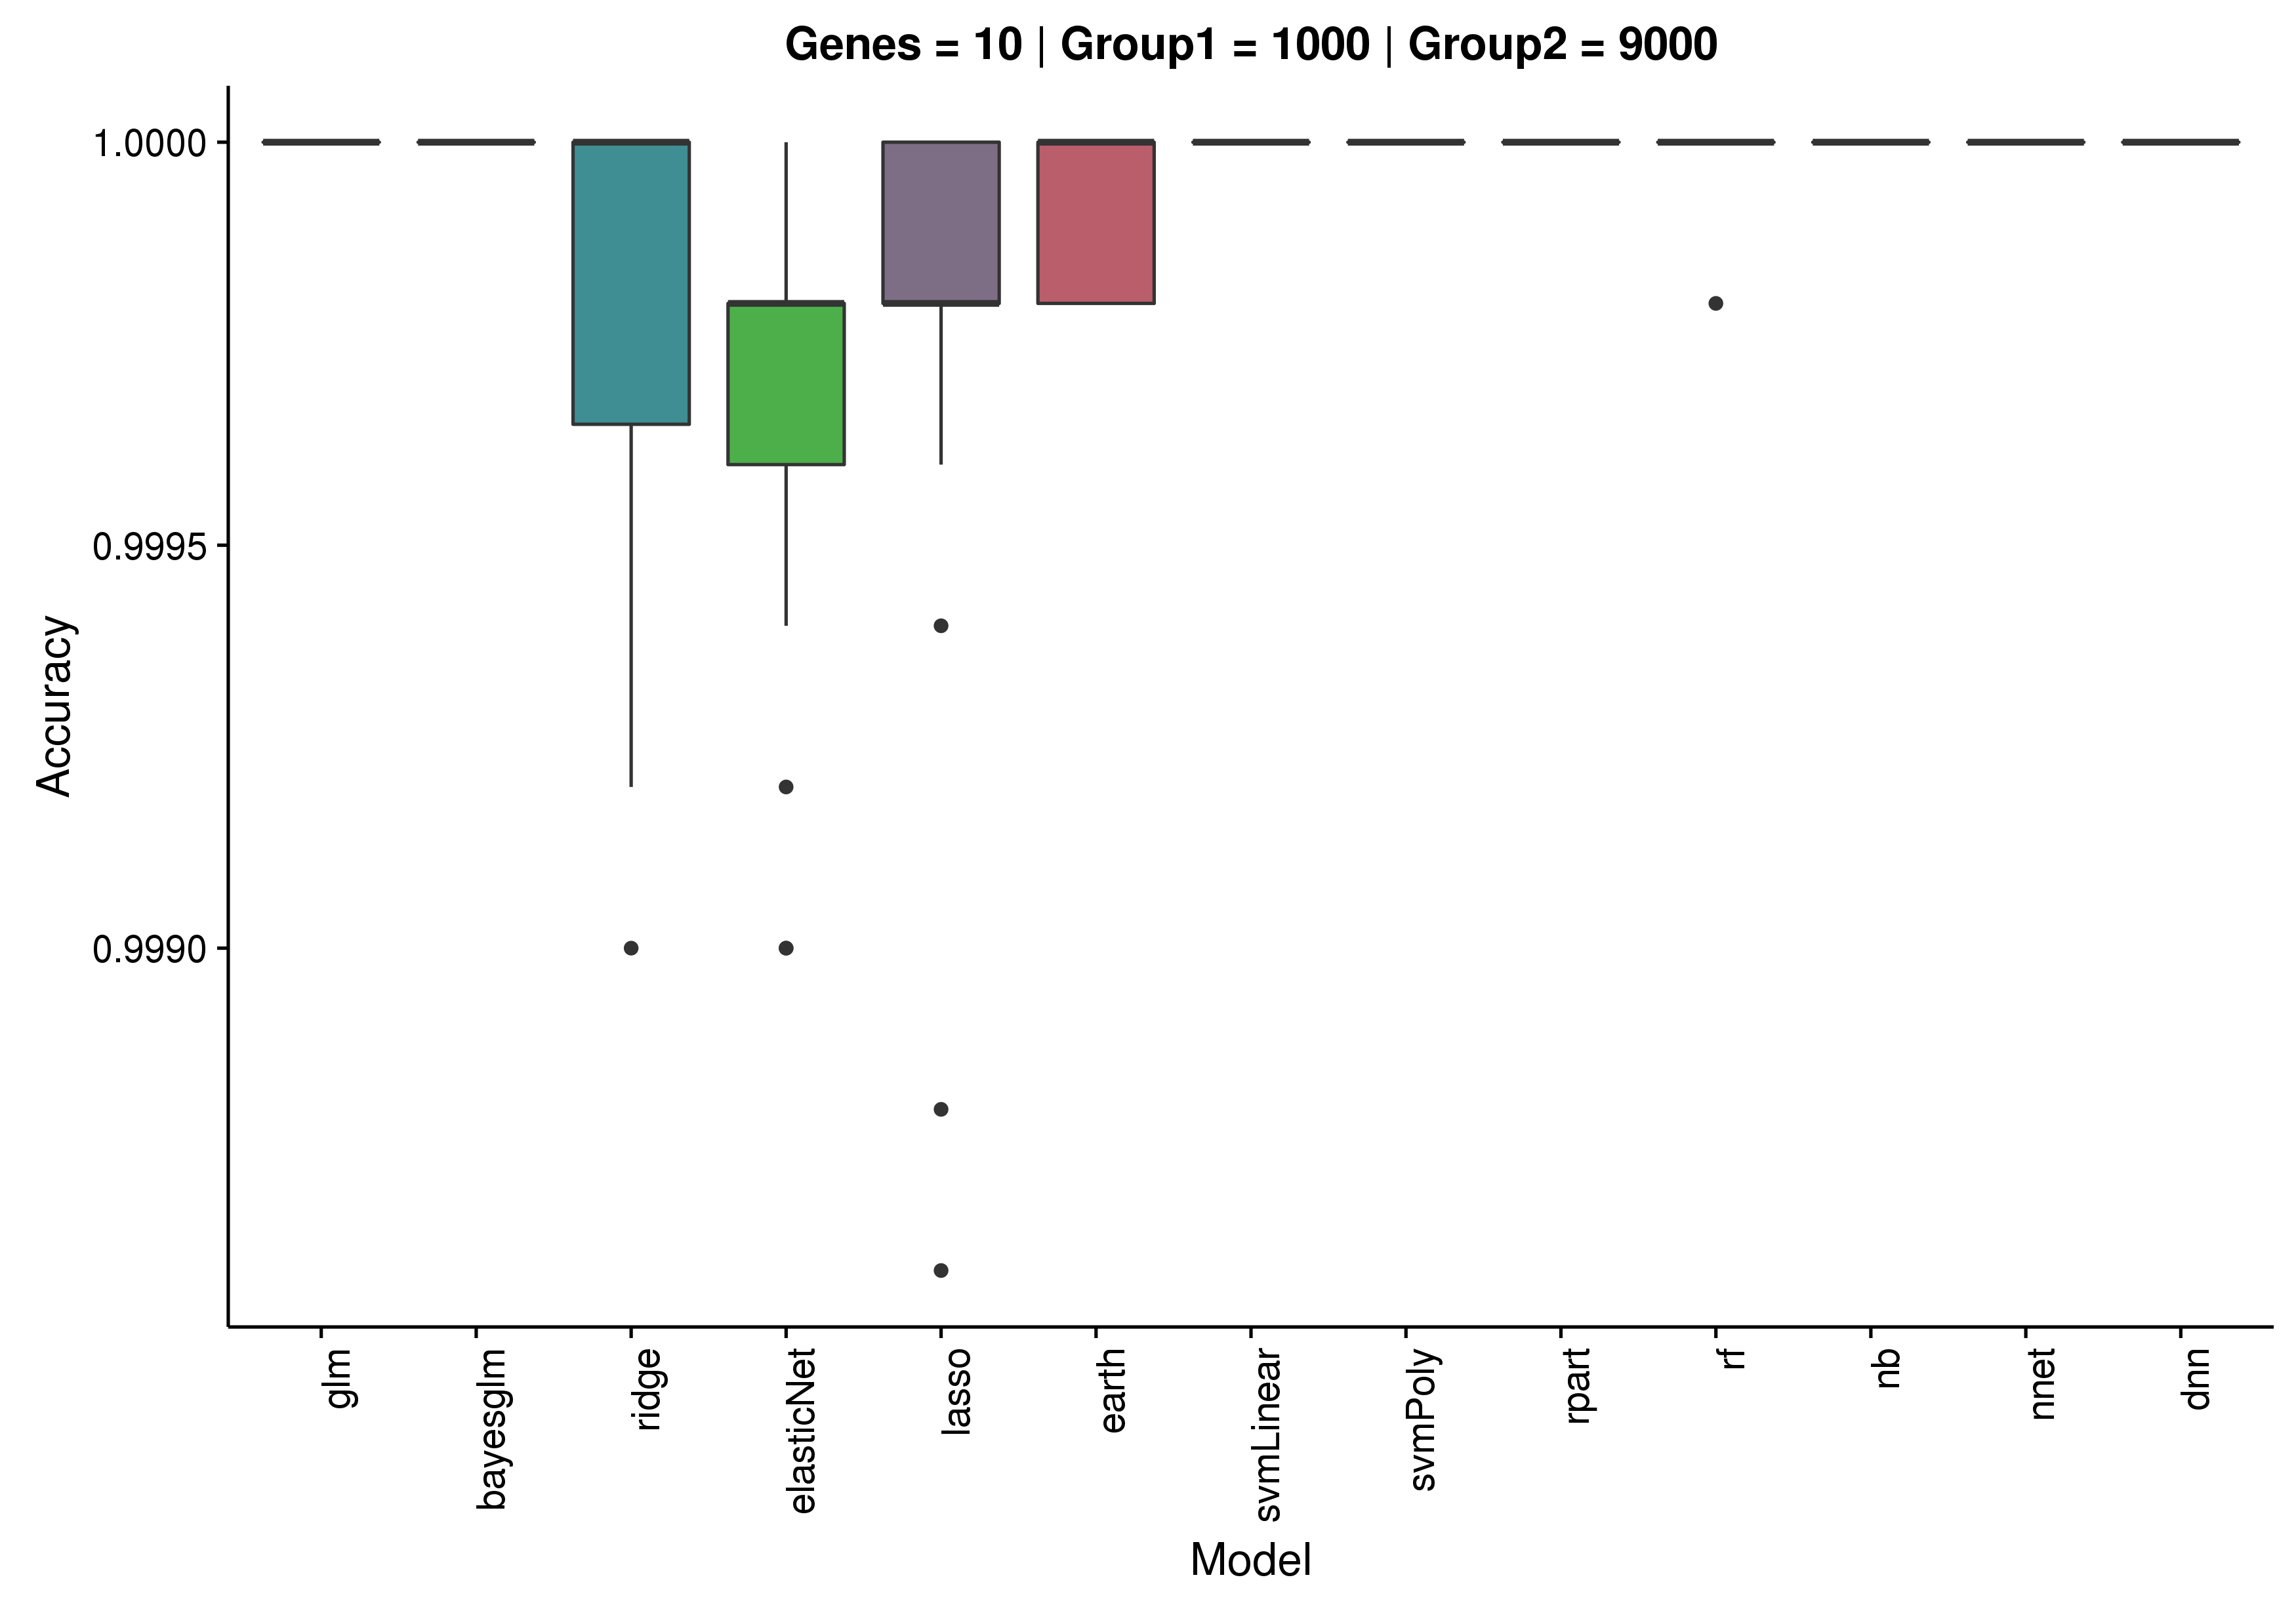 Genes = 10 | Group1 = 1000 | Group2 = 9000
Accuracy
1.0000
0.9995
0.9990
glm
bayesglm
ridge
elasticNet
lasso
earth
svmLinear
svmPoly
rpart
rf
nb
nnet
dnn
Model